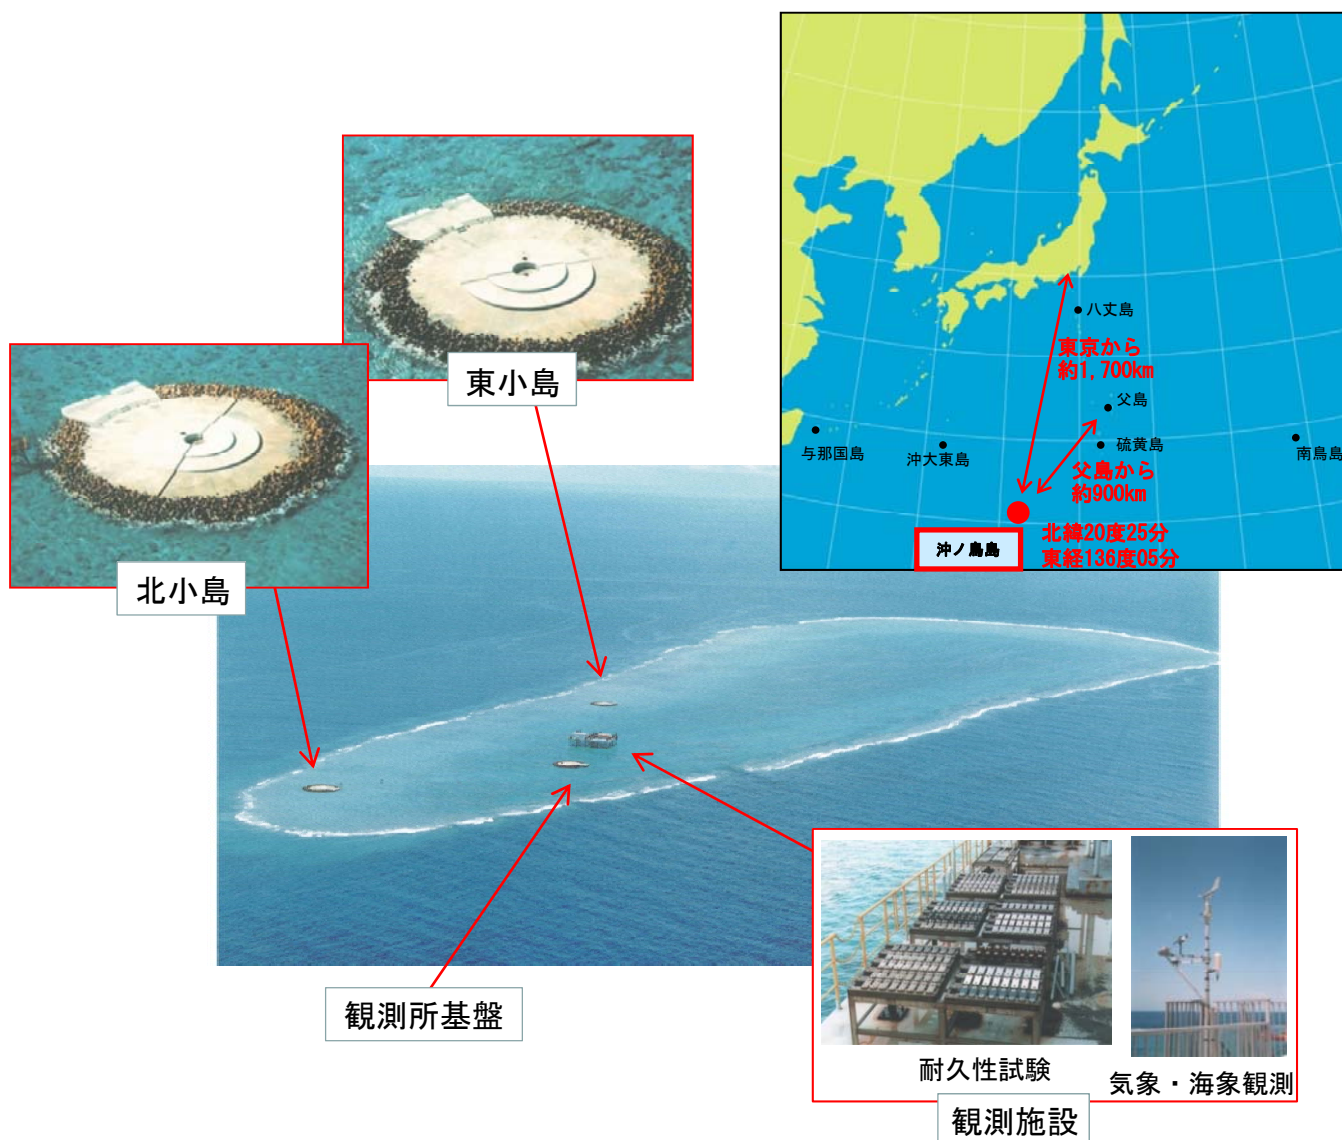 八丈島
東京から
約1,700km
父島
与那国島
沖大東島
硫黄島
南鳥島
父島から
約900km
沖ノ鳥島
北緯20度25分
東経136度05分
東小島
北小島
観測所基盤
耐久性試験
気象・海象観測
観測施設